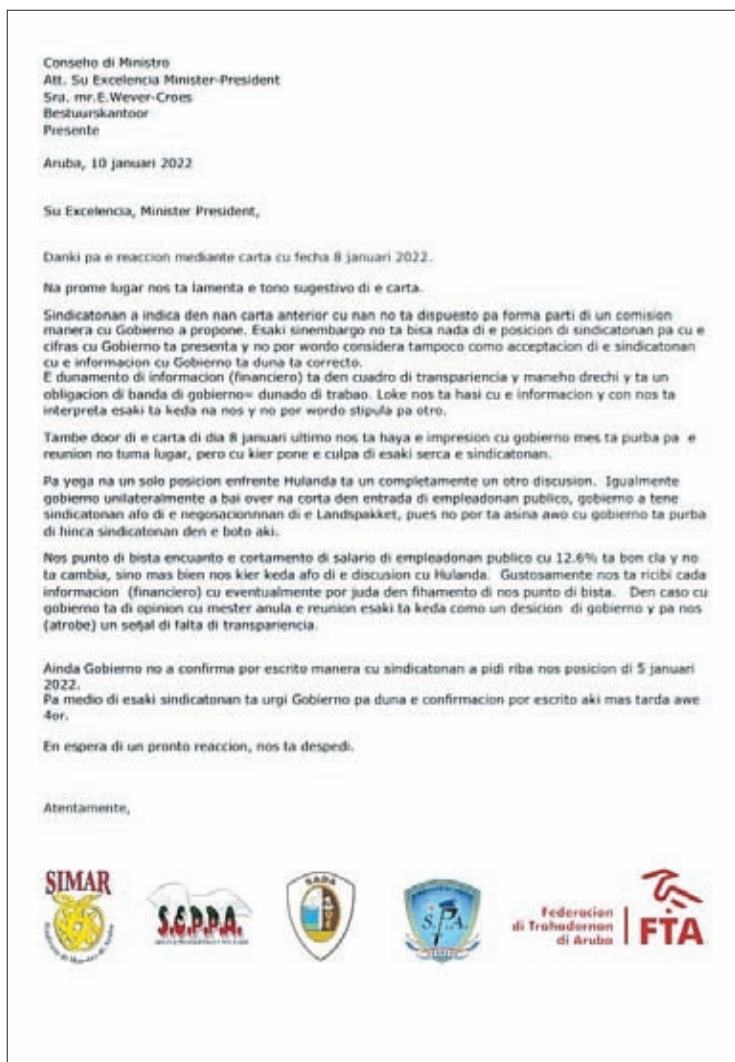 Conseho di Ministro
Att. Su Excelencia Minister-President
Sra. mr.E.Wever-Croes
Bestuurskantoor
Presente
Aruba, 10 januari 2022
Su Excelencia, Minister President,
Danki pa e reaccion mediante carta cu fecha 8 januari 2022.
Na prome lugar nos ta lamenta e tono sugestivo di e carta.
Sindicatonan a indica den nan carta anterior cu nan no ta dispuesto pa forma parti di un comision
manera cu Gobierno a propone. Esaki sinembargo no ta bisa nada di e posicion di sindicatonan pa cu e
cifras cu Gobierno ta presenta y no por wordo considera tampoco como acceptacion di e sindicatonan
cu e informacion cu Gobierno ta duna ta correcto.
E dunamento di informacion (financiero) ta den cuadro di transparencia y maneho drechi y ta un
obligacion di banda di gobierno= dunado di trabao. Loke nos ta hasi cu e informacion y con nos ta
interpreta esaki ta keda na nos y no por wordo stipula pa otro.
Tambe door di e carta di dia 8 januari ultimo nos ta haya e impresion cu gobierno mes ta purba pa e
reunion no tuma lugar, pero cu kier pone e culpa di esaki serca e sindicatonan.
Pa yega na un solo posicion enfrente Hulanda ta un completamente un otro discusion. Igualmente
gobierno unilateralmente a bai over na corta den entrada di empleadonan publico, gobierno a tene
sindicatonan afo di e negosacionnnan di e Landspakket, pues no por ta asina awo cu gobierno ta purba
di hinca sindicatonan den e boto aki.
Nos punto di bista encuanto e cortamento di salario di empleadonan publico cu 12.6% ta bon cla y no
ta cambia, sino mas bien nos kier keda afo di e discusion cu Hulanda. Gustosamente nos ta ricibi cada
informacion (financiero) cu eventualmente por juda den fihamento di nos punto di bista. Den caso cu
gobierno ta di opinion cu mester anula e reunion esaki ta keda como un desicion di gobierno y pa nos
(atrobe) un señal di falta di transparencia.
Ainda Gobierno no a confirma por escrito manera cu sindicatonan a pidi riba nos posicion di 5 januari
2022.
Pa medio di esaki sindicatonan ta urgi Gobierno pa duna e confirmacion por escrito aki mas tarda awe
4or.
En espera di un pronto reaccion, nos ta despedi.
Atentamente,
SIMAR
Sindicato di Maestro di Aruba
S.E.P.P.A.
SADA
S.T.P.A.
Federacion
di Trahadornan
di Aruba
FTA